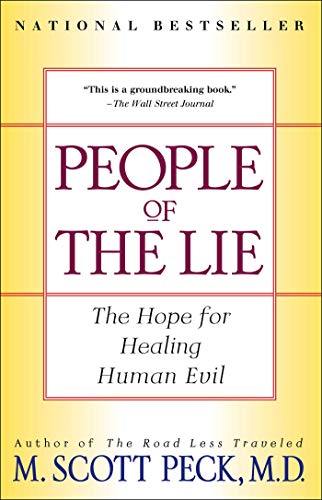 NATIONAL BESTSELLER
"This is a groundbreaking book."
–The Wall Street Journal
PEOPLE
OF
THE LIE
The Hope for
Healing
Human Evil
Author of The Road Less Traveled
M. SCOTT PECK, M.D.